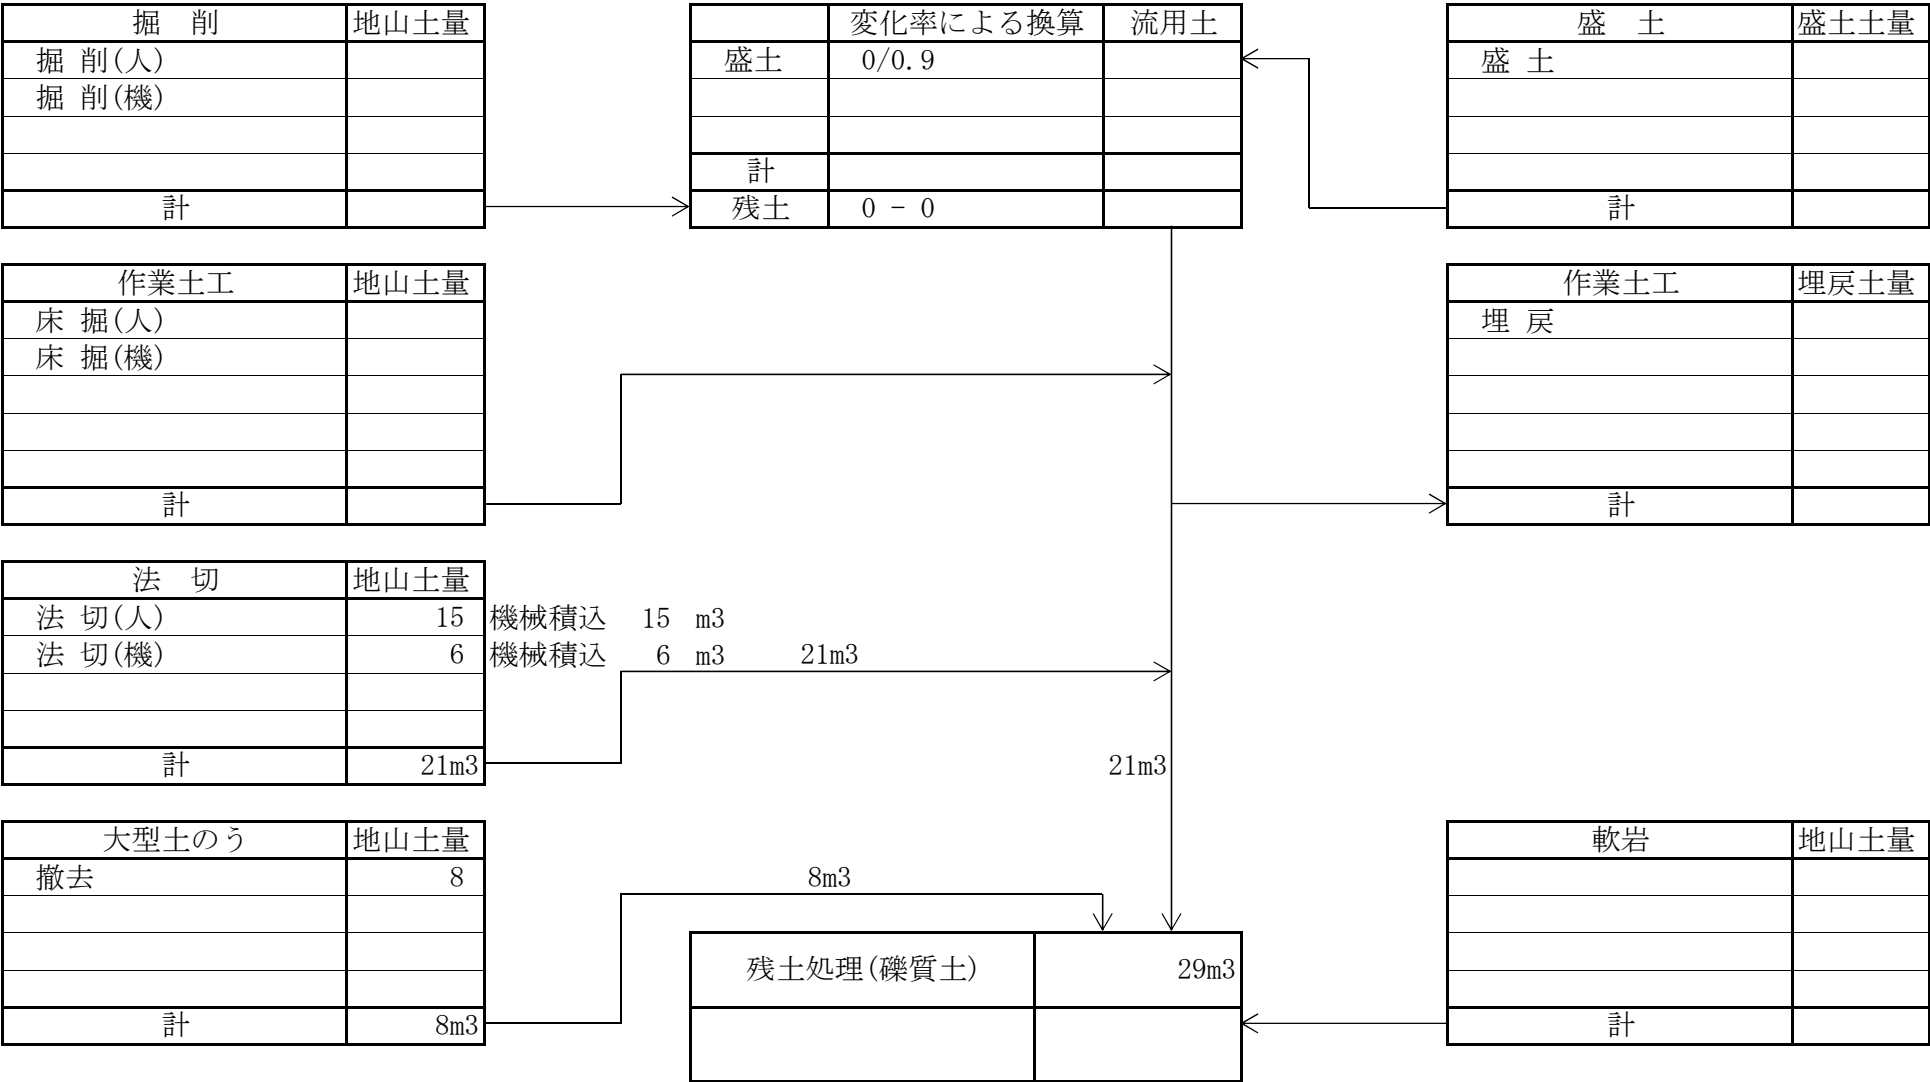 掘　削 地山土量
掘 削(人)
掘 削(機)
計
変化率による換算 流用土
盛土 0/0.9
計
残土 0 - 0
盛　土 盛土土量
盛 土
計
作業土工 地山土量
床 掘(人)
床 掘(機)
計
作業土工 埋戻土量
埋 戻
計
法　切 地山土量
法 切(人) 15 機械積込 15 m3
法 切(機) 6 機械積込 6 m3 21m3
計 21m3
21m3
大型土のう 地山土量
撤去 8
計 8m3
8m3
残土処理(礫質土) 29m3
軟岩 地山土量
計